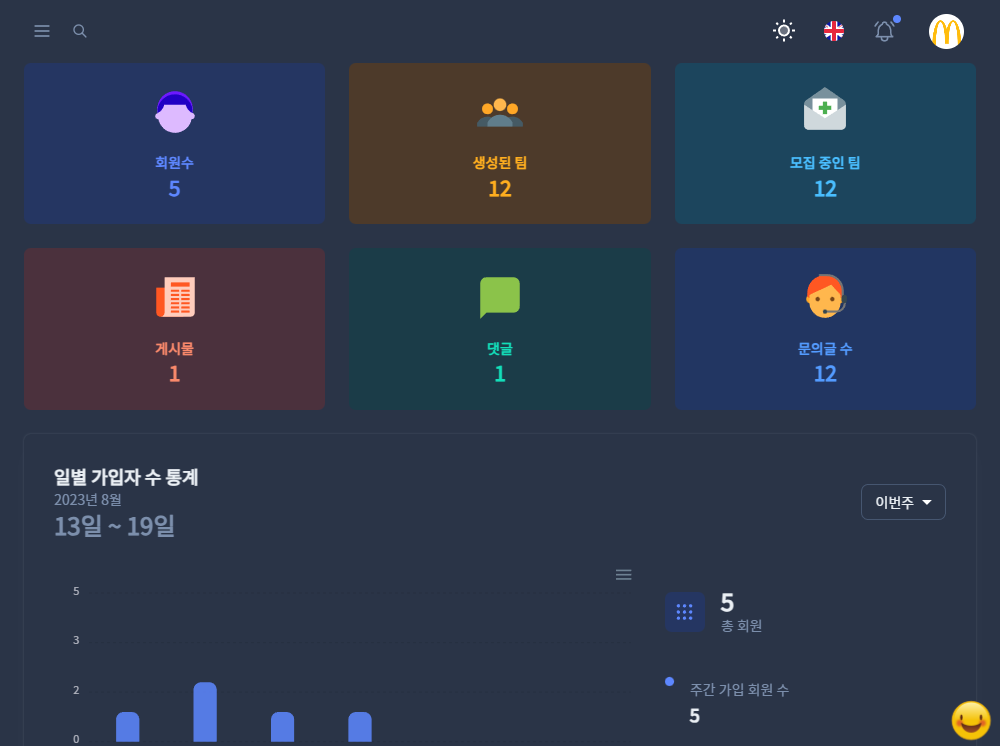 회원수
5
생성된 팀
12
모집 중인 팀
12
게시물
1
댓글
1
문의글 수
12
일별 가입자 수 통계
2023년 8월
13일 ~ 19일
이번주
5
3
2
0
5
총 회원
주간 가입 회원 수
5